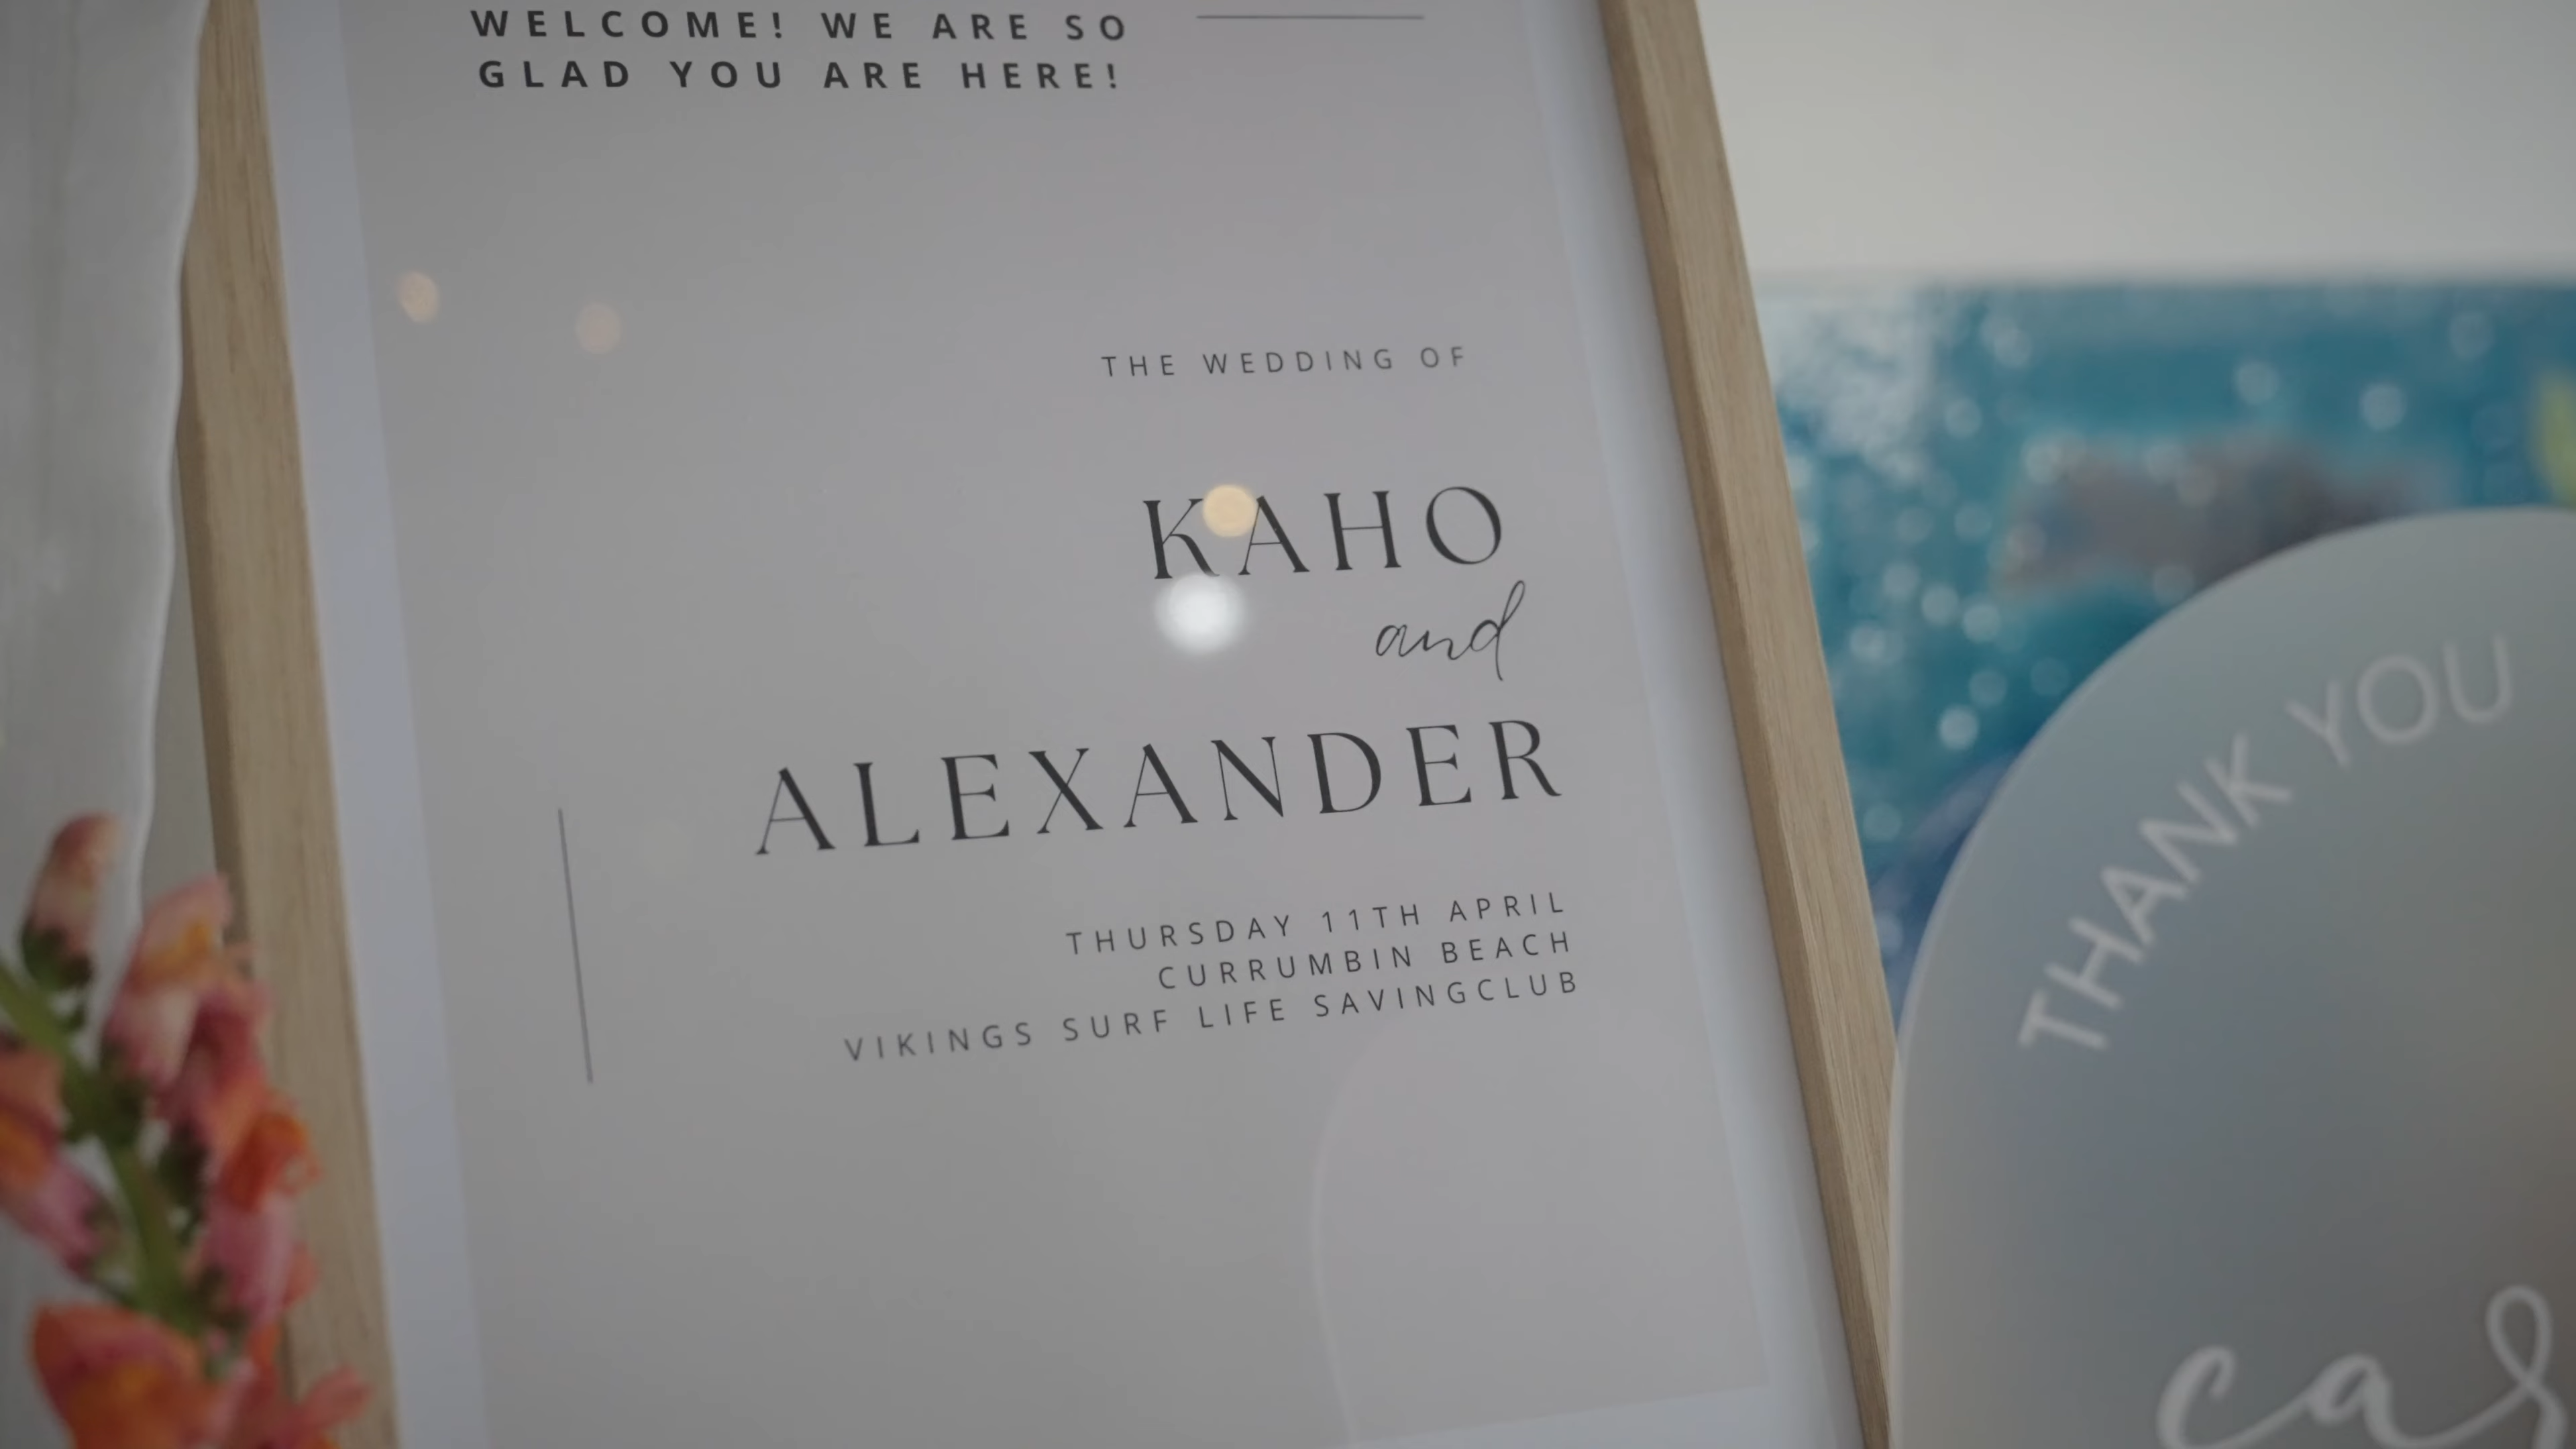 WELCOME! WE ARE SO
GLAD YOU ARE HERE!
THE WEDDING OF
KAHO
and
ALEXANDER
THURSDAY 11TH APRIL
CURRUMBIN BEACH
VIKINGS SURF LIFE SAVINGCLUB
THANK YOU